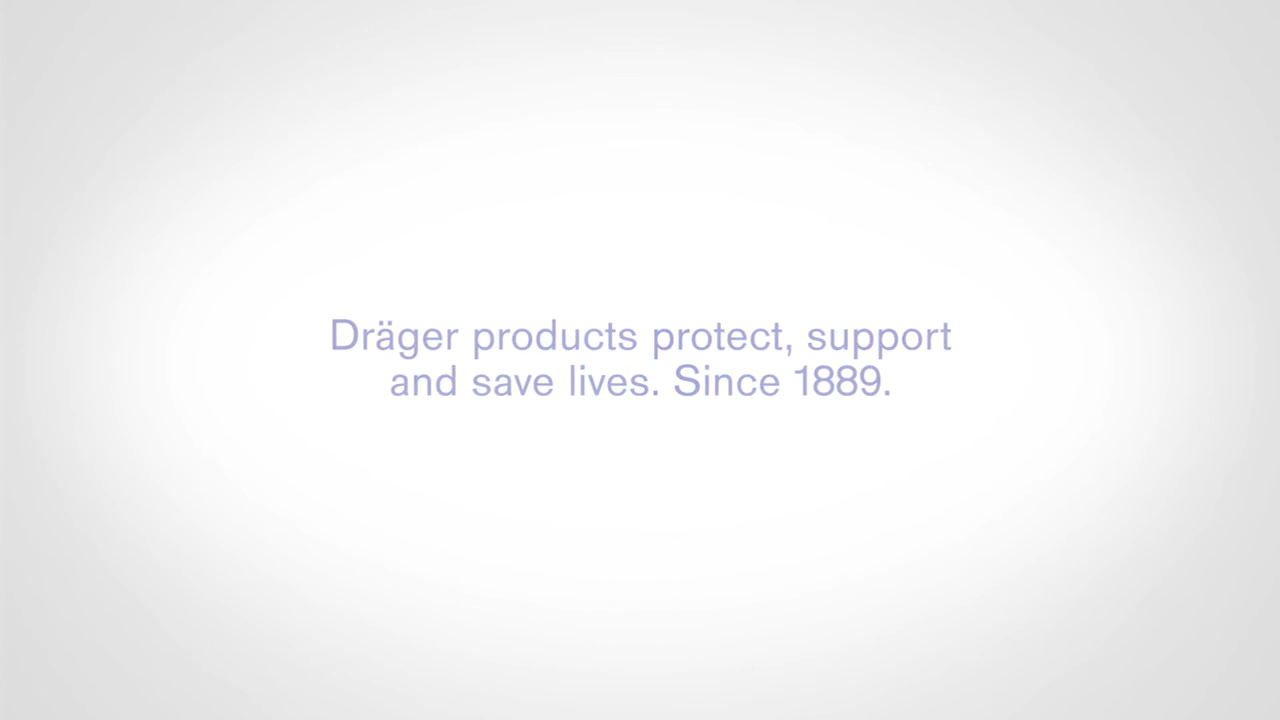 Dräger products protect, support
and save lives. Since 1889.